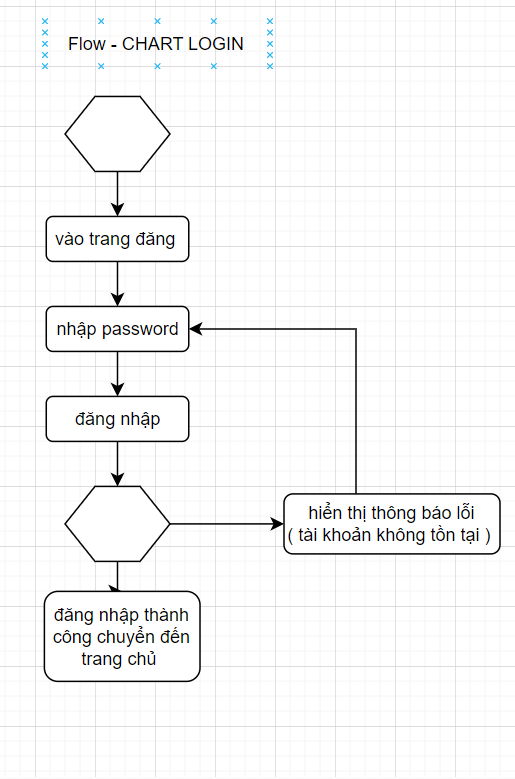 Flow - CHART LOGIN
vào trang đăng
nhập password
đăng nhập
hiển thị thông báo lỗi
( tài khoản không tồn tại )
đăng nhập thành
công chuyển đến
trang chủ